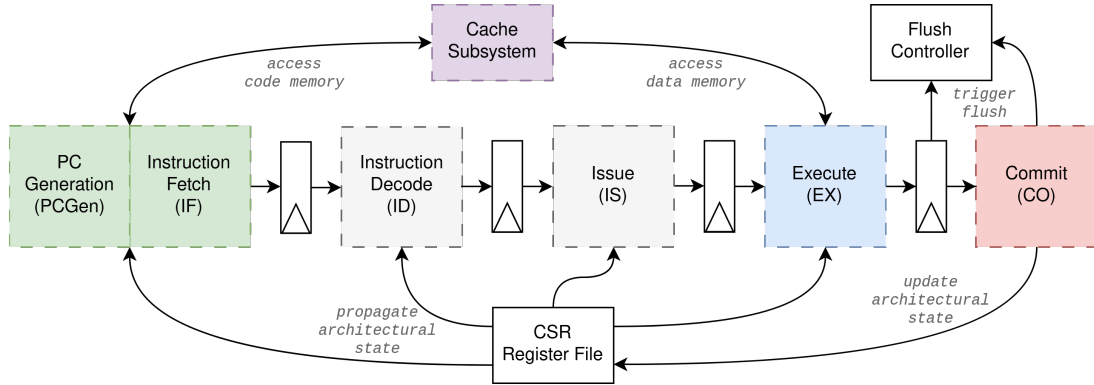 Cache
Subsystem
Flush
Controller
access
code memory
access
data memory
trigger
flush
PC
Generation
(PCGen)
Instruction
Fetch
(IF)
Instruction
Decode
(ID)
Issue
(IS)
Execute
(EX)
Commit
(CO)
propagate
architectural
state
CSR
Register File
update
architectural
state